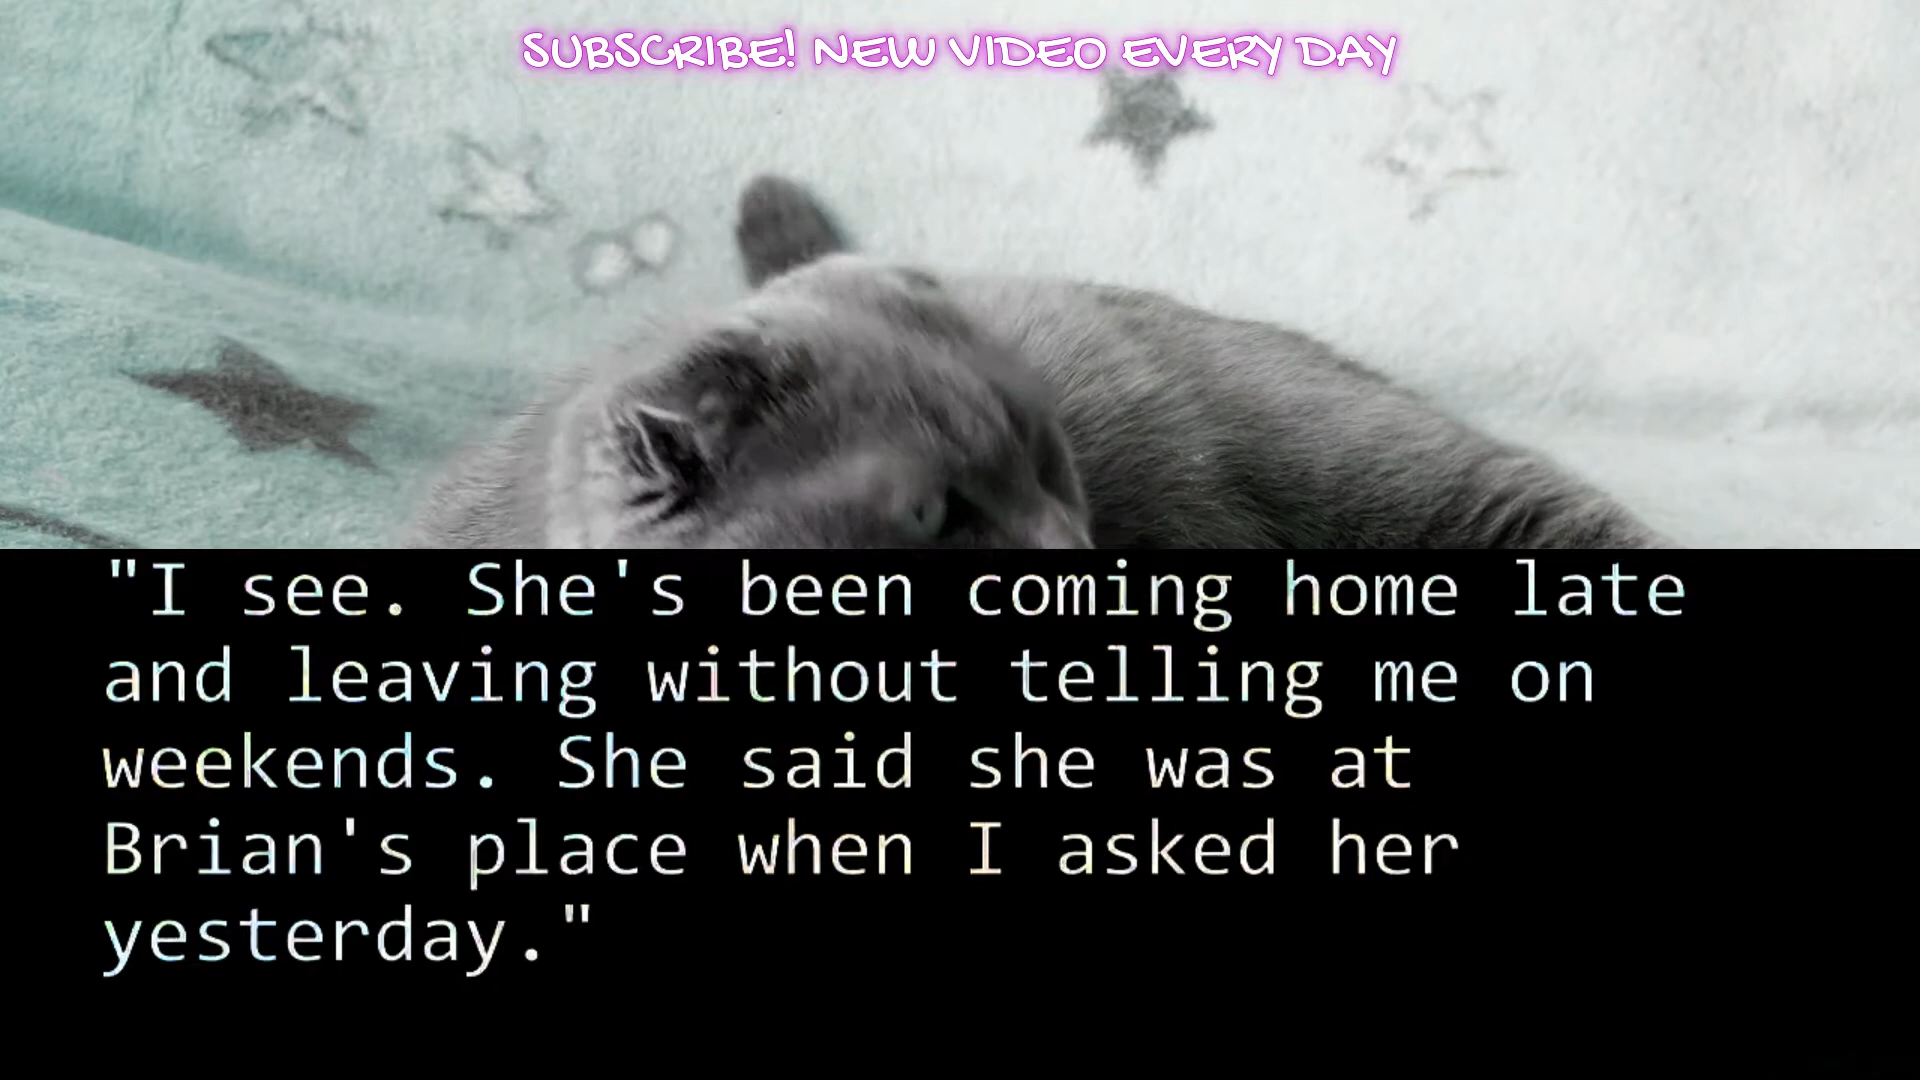 SUBSCRIBE! NEW VIDEO EVERY DAY
"I see. She's been coming home late
and leaving without telling me on
weekends. She said she was at
Brian's place when I asked her
yesterday."